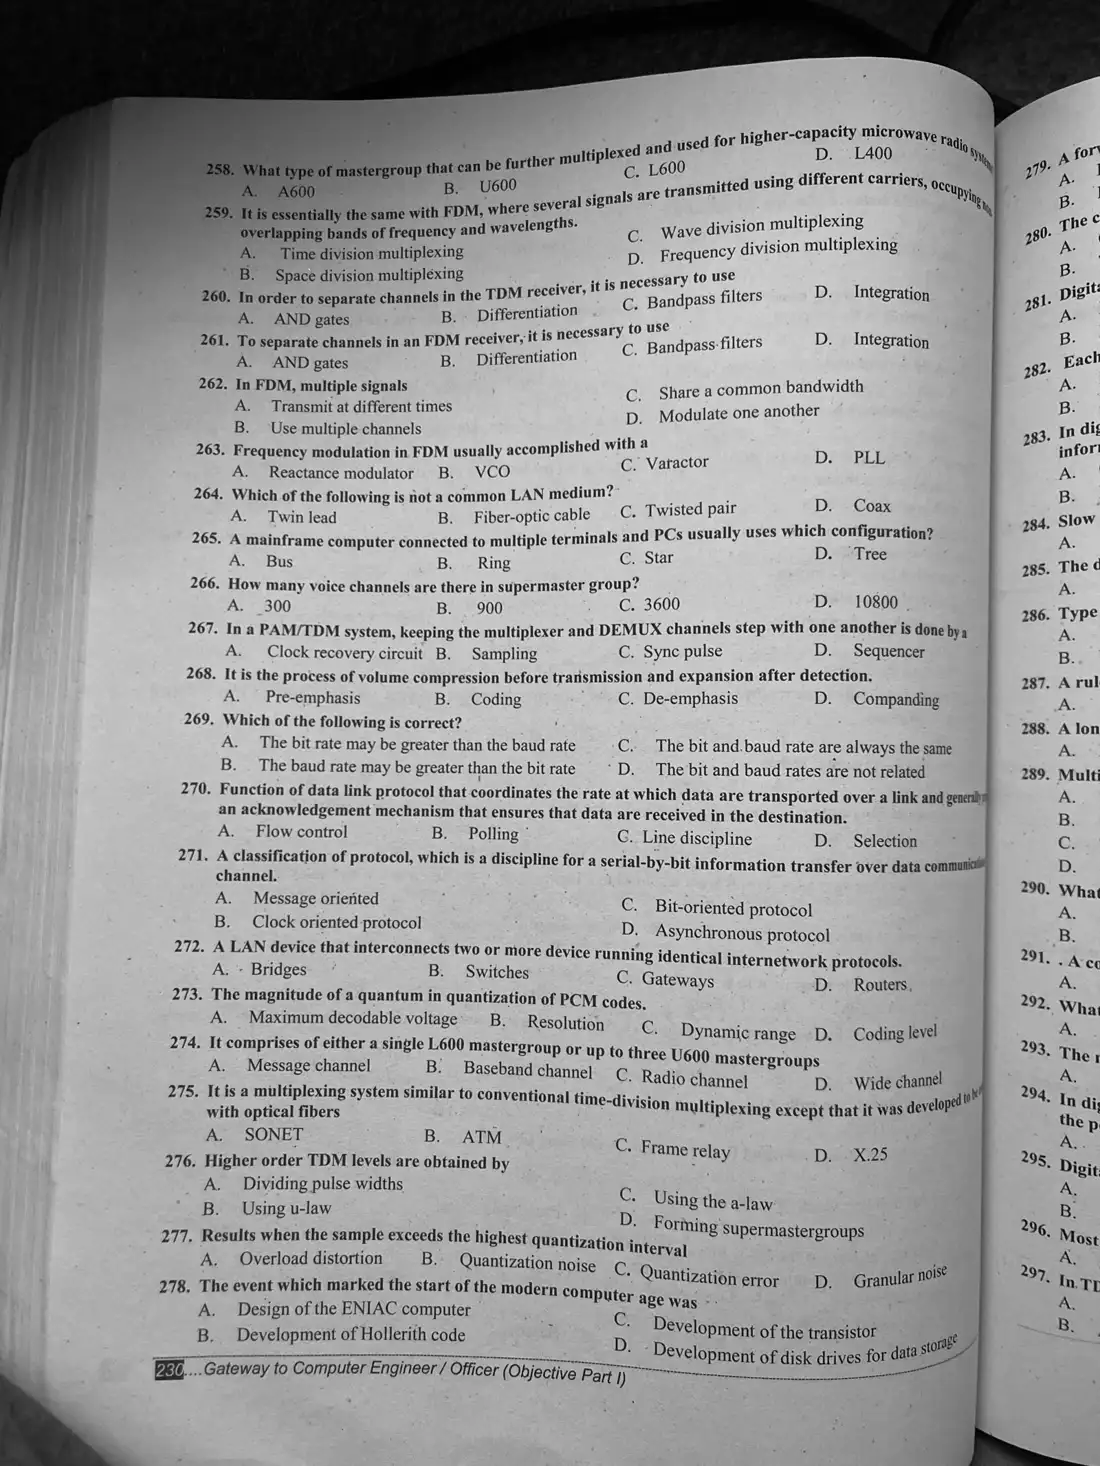 258. What type of mastergroup that can be further multiplexed and used for higher-capacity microwave radio
A. A600 B. U600 C. L600 D. L400
259. It is essentially the same with FDM, where several signals are transmitted using different carriers, occupying
overlapping bands of frequency and wavelengths.
A. Time division multiplexing C. Wave division multiplexing
B. Space division multiplexing D. Frequency division multiplexing
260. In order to separate channels in the TDM receiver, it is necessary to use
A. AND gates B. Differentiation C. Bandpass filters D. Integration
261. To separate channels in an FDM receiver, it is necessary to use
A. AND gates B. Differentiation C. Bandpass filters D. Integration
262. In FDM, multiple signals
A. Transmit at different times C. Share a common bandwidth
B. Use multiple channels D. Modulate one another
263. Frequency modulation in FDM usually accomplished with a
A. Reactance modulator B. VCO C. Varactor D. PLL
264. Which of the following is not a common LAN medium?
A. Twin lead B. Fiber-optic cable C. Twisted pair D. Coax
265. A mainframe computer connected to multiple terminals and PCs usually uses which configuration?
A. Bus B. Ring C. Star D. Tree
266. How many voice channels are there in supermaster group?
A. 300 B. 900 C. 3600 D. 10800
267. In a PAM/TDM system, keeping the multiplexer and DEMUX channels step with one another is done by a
A. Clock recovery circuit B. Sampling C. Sync pulse D. Sequencer
268. It is the process of volume compression before transmission and expansion after detection.
A. Pre-emphasis B. Coding C. De-emphasis D. Companding
269. Which of the following is correct?
A. The bit rate may be greater than the baud rate C. The bit and baud rate are always the same
B. The baud rate may be greater than the bit rate D. The bit and baud rates are not related
270. Function of data link protocol that coordinates the rate at which data are transported over a link and
an acknowledgement mechanism that ensures that data are received in the destination.
A. Flow control B. Polling C. Line discipline D. Selection
271. A classification of protocol, which is a discipline for a serial-by-bit information transfer over data
channel.
A. Message oriented C. Bit-oriented protocol
B. Clock oriented protocol D. Asynchronous protocol
272. A LAN device that interconnects two or more device running identical internetwork protocols.
A. Bridges B. Switches C. Gateways D. Routers
273. The magnitude of a quantum in quantization of PCM codes.
A. Maximum decodable voltage B. Resolution C. Dynamic range D. Coding level
274. It comprises of either a single L600 mastergroup or up to three U600 mastergroups
A. Message channel B. Baseband channel C. Radio channel D. Wide channel
275. It is a multiplexing system similar to conventional time-division multiplexing except that it was developed to be
with optical fibers
A. SONET B. ATM C. Frame relay D. X.25
276. Higher order TDM levels are obtained by
A. Dividing pulse widths C. Using the a-law
B. Using u-law D. Forming supermastergroups
277. Results when the sample exceeds the highest quantization interval
A. Overload distortion B. Quantization noise C. Quantization error D. Granular noise
278. The event which marked the start of the modern computer age was
A. Design of the ENIAC computer C. Development of the transistor
B. Development of Hollerith code D. Development of disk drives for data storage
230....Gateway to Computer Engineer / Officer (Objective Part I)
279. A
A.
B.
280. The
A.
B.
281.
A.
B.
282. Each
A.
B.
283. In
A.
B.
284. Slow
A.
285. The
A.
286. Type
A.
B.
287. A
A.
288. A
A.
289.
A.
B.
C.
D.
290. What
A.
B.
291. A
A.
292. What
A.
293. The
A.
294. In
the
A.
295.
A.
B.
296. Most
A.
297. In
A.
B.